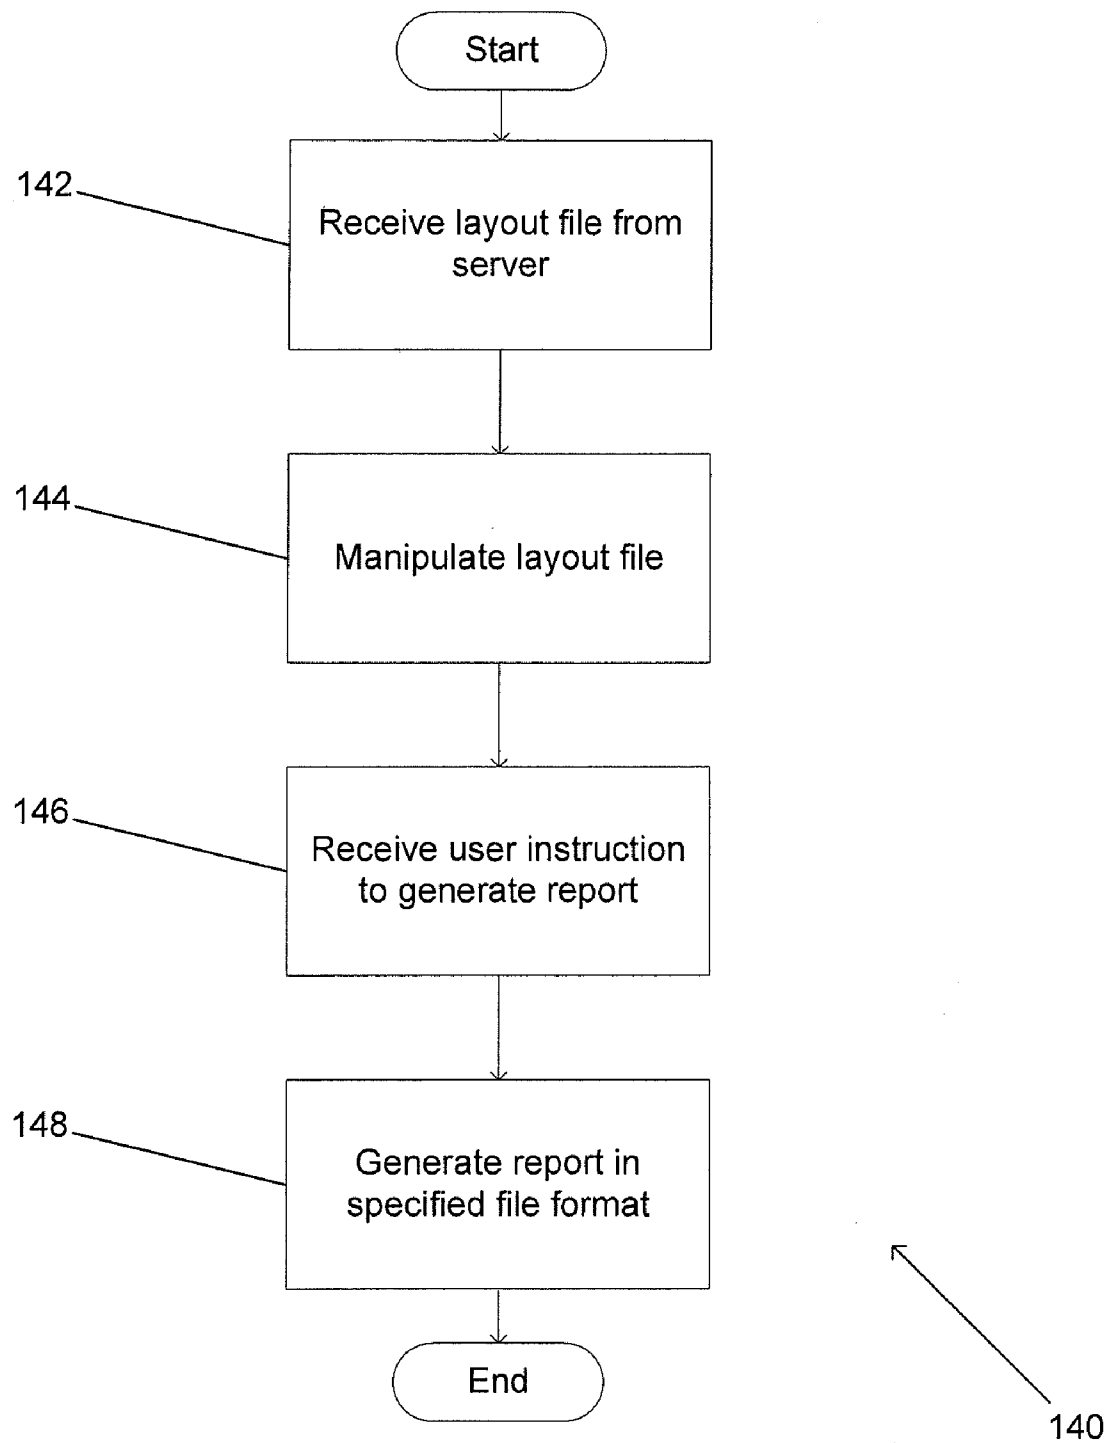 Start
142
Receive layout file from
server
144
Manipulate layout file
146
Receive user instruction
to generate report
148
Generate report in
specified file format
End
140